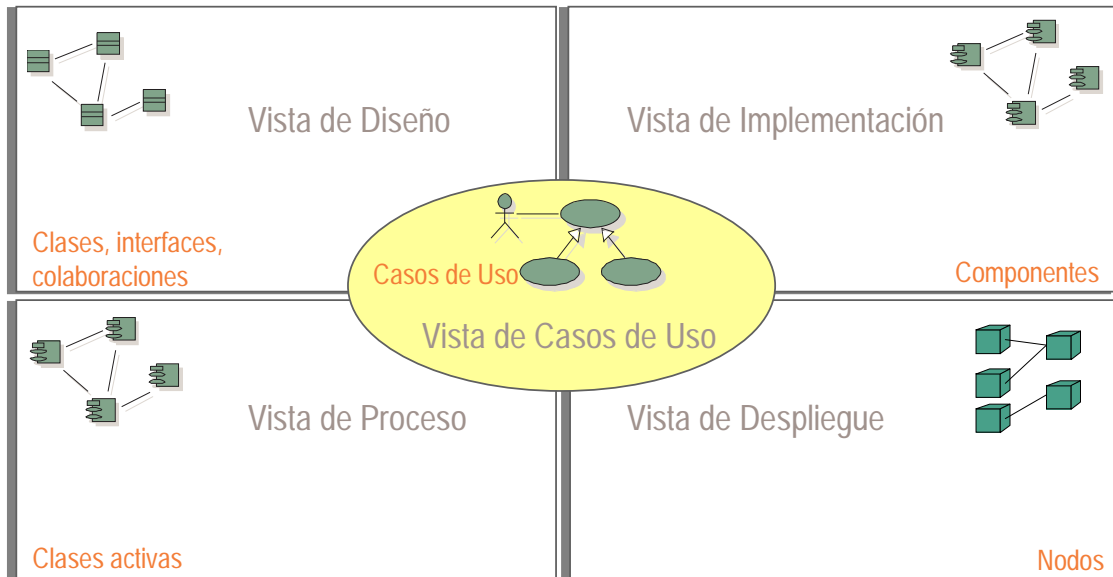 Vista de Diseño
Clases, interfaces,
colaboraciones
Vista de Implementación
Componentes
Casos de Uso
Vista de Casos de Uso
Vista de Proceso
Clases activas
Vista de Despliegue
Nodos